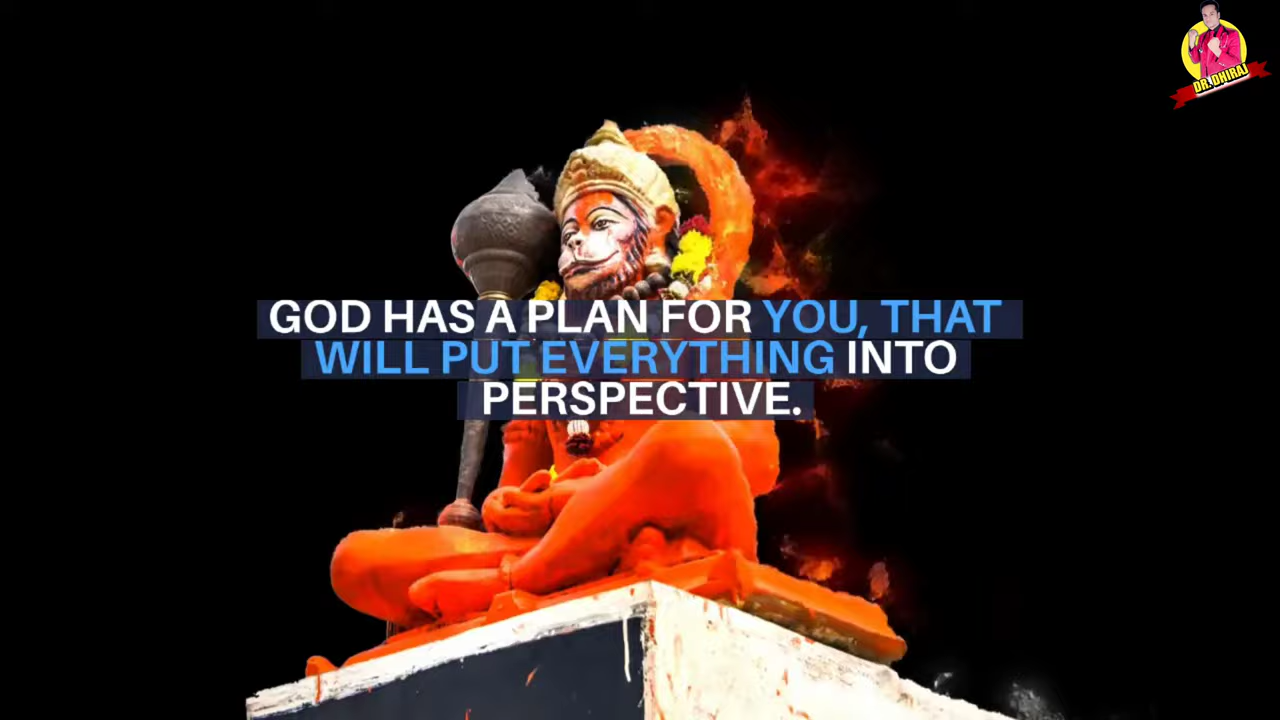 DR. DHIRAJ
GOD HAS A PLAN FOR YOU, THAT
WILL PUT EVERYTHING INTO
PERSPECTIVE.